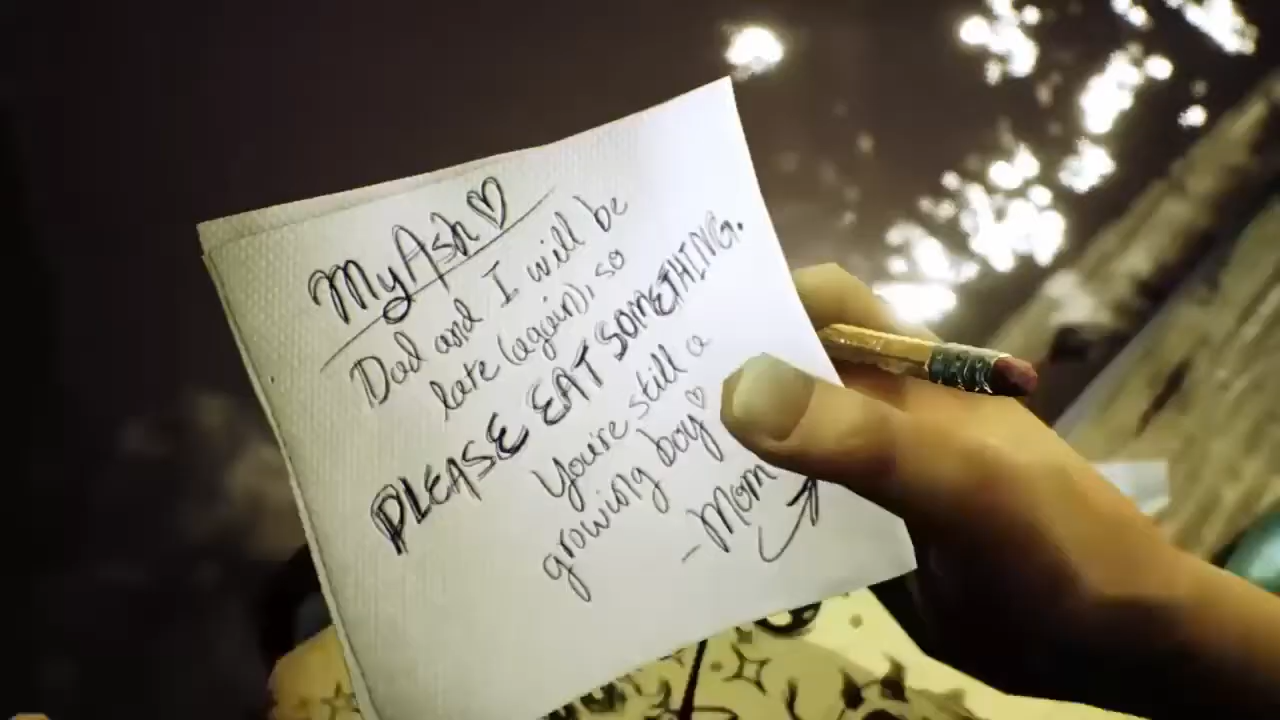 My Ash ♡
Dad and I will be
late (again), so
PLEASE EAT SOMETHING.
You're still a
growing boy ♡
- Mom